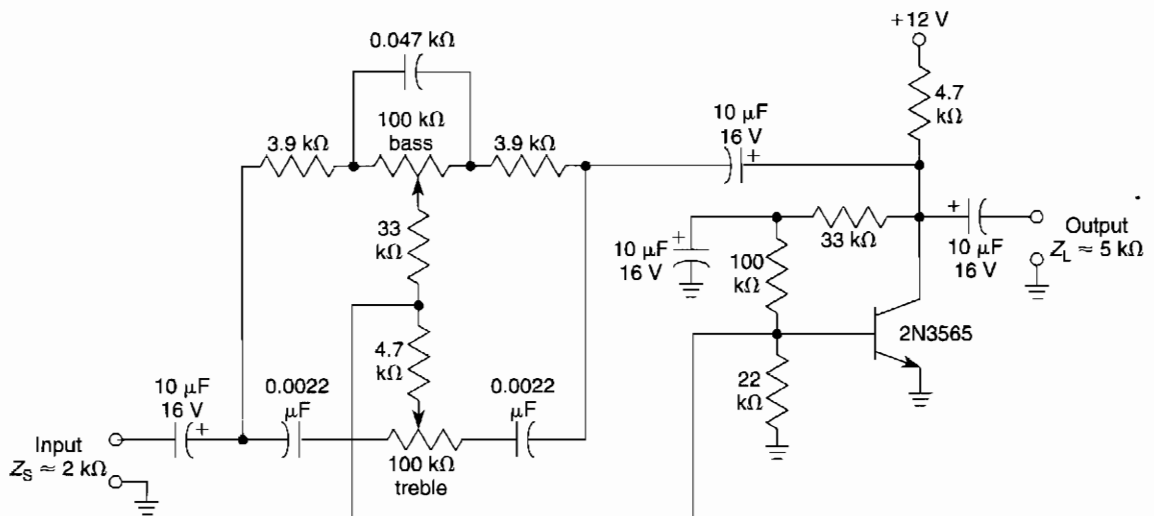 0.047 kΩ
100 kΩ
bass
3.9 kΩ
3.9 kΩ
33
kΩ
4.7
kΩ
10 μF
16 V
+
0.0022
μF
0.0022
μF
Input
Z_S ≈ 2 kΩ
100 kΩ
treble
10 μF
16 V
+
+12 V
4.7
kΩ
+
10 μF
16 V
33 kΩ
100
kΩ
22
kΩ
2N3565
+
10 μF
16 V
Output
Z_L ≈ 5 kΩ